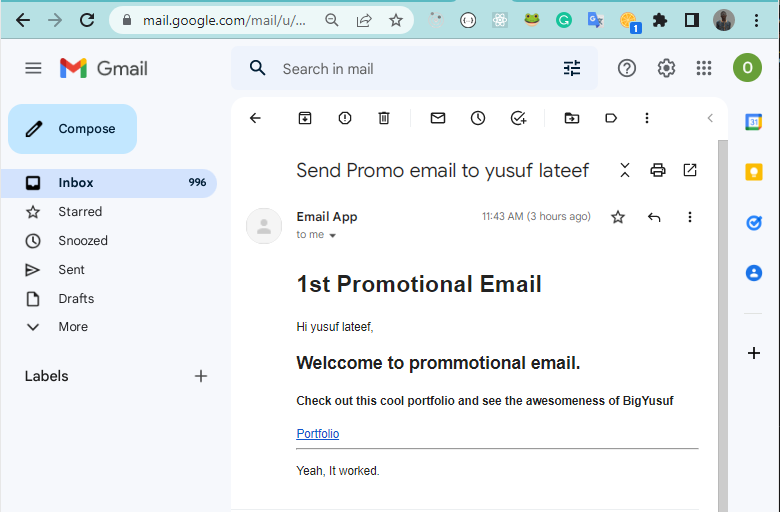 mail.google.com/mail/u/...
1
Gmail
Search in mail
O
Compose
Inbox 996
Starred
Snoozed
Sent
Drafts
More
Labels
31
Send Promo email to yusuf lateef
Email App 11:43 AM (3 hours ago)
to me
1st Promotional Email
Hi yusuf lateef,
Welccome to prommotional email.
Check out this cool portfolio and see the awesomeness of BigYusuf
Portfolio
Yeah, It worked.